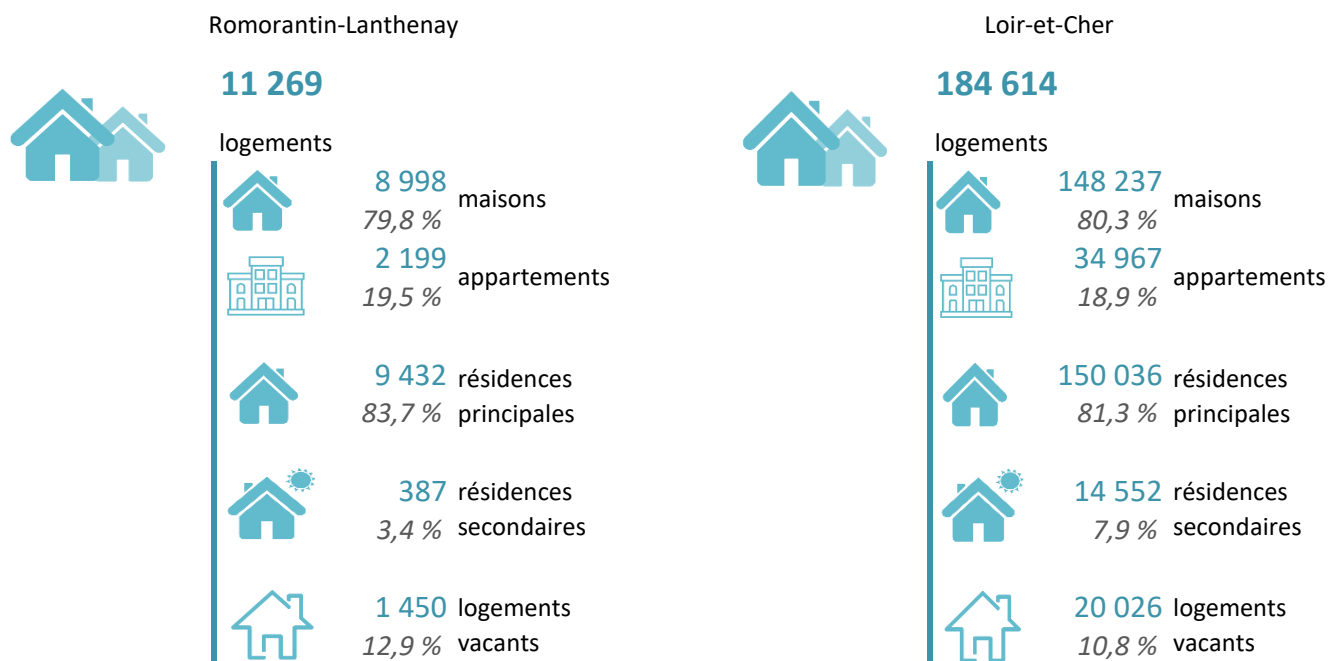 Romorantin-Lanthenay
11 269
logements
8 998
maisons
79,8 %
2 199
appartements
19,5 %
9 432 résidences
83,7 % principales
387 résidences
3,4 % secondaires
1 450 logements
12,9 % vacants
Loir-et-Cher
184 614
logements
148 237
maisons
80,3 %
34 967
appartements
18,9 %
150 036 résidences
81,3 % principales
14 552 résidences
7,9 % secondaires
20 026 logements
10,8 % vacants